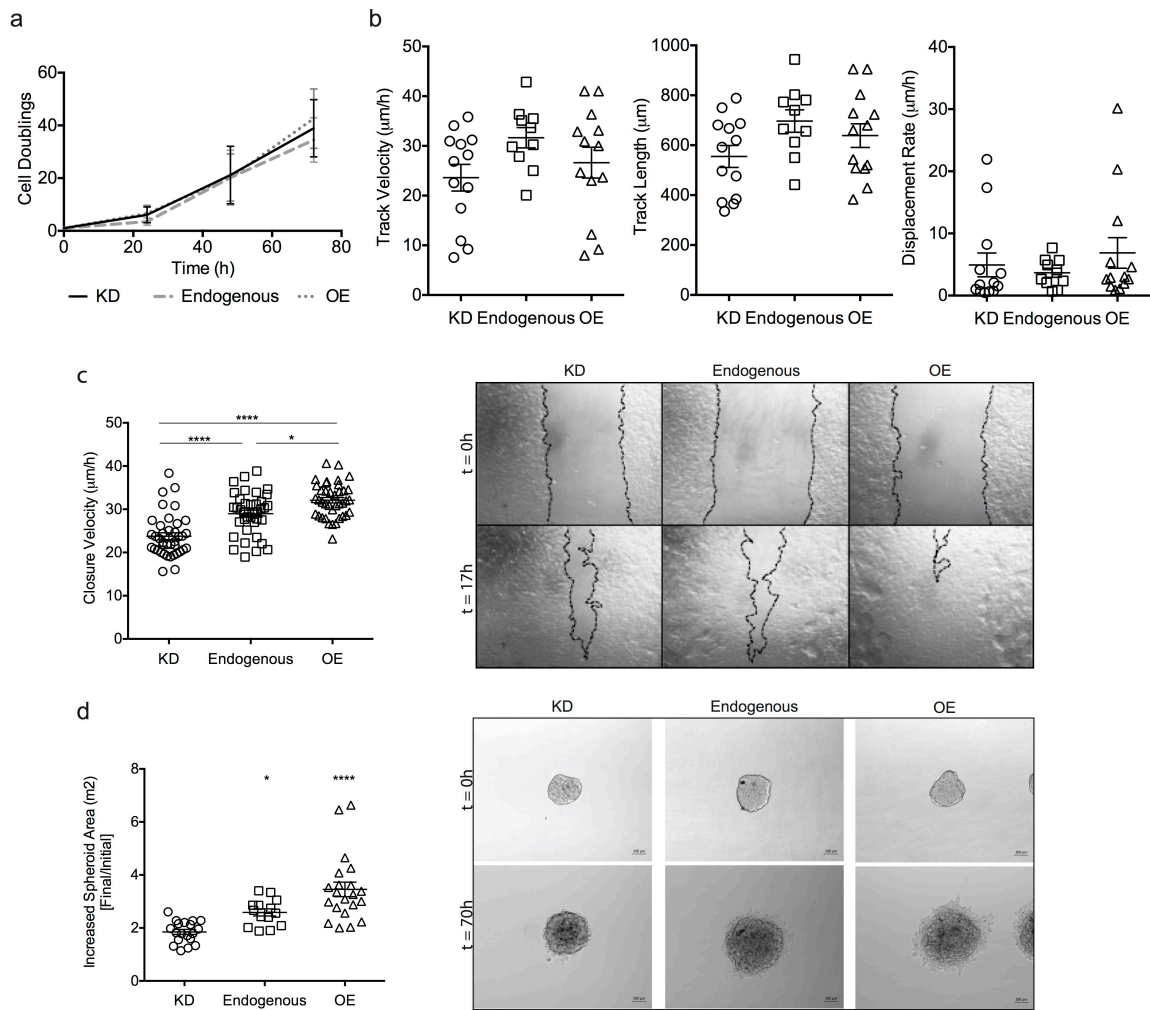 a
b
60
40
20
0
Cell Doublings
0 20 40 60 80
Time (h)
KD Endogenous OE
50
40
30
20
10
0
Track Velocity (μm/h)
KD Endogenous OE
1000
800
600
400
200
0
Track Length (μm)
KD Endogenous OE
40
30
20
10
0
Displacement Rate (μm/h)
KD Endogenous OE
c
****
**** *
50
40
30
20
10
0
Closure Velocity (μm/h)
KD Endogenous OE
KD Endogenous OE
t = 0h
t = 17h
d
* ****
8
6
4
2
0
Increased Spheroid Area (m2)
[Final/Initial]
KD Endogenous OE
KD Endogenous OE
t = 0h
t = 70h